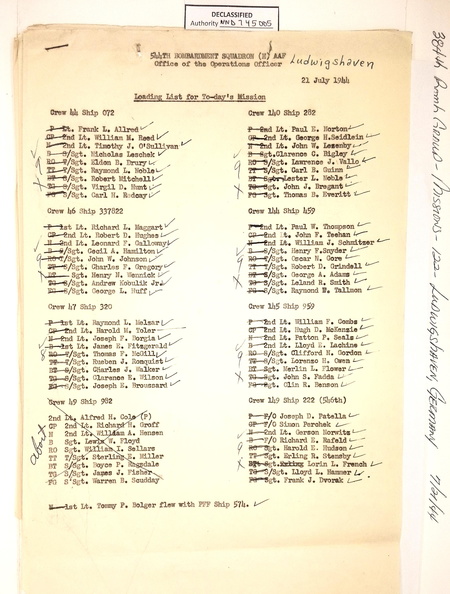 DECLASSIFIED
Authority NND 745005
544TH BOMBARDMENT SQUADRON (H) AAF
Office of the Operations Officer
Ludwigshaven
21 July 1944
Loading List for To-day's Mission
Crew 44 Ship 072
P Lt. Frank L. Allred
CP 2nd Lt. William M. Reed
N 2nd Lt. Timothy J. O'Sullivan
B S/Sgt. Nicholas Leschek
RO S/Sgt. Eldon D. Drury
TT T/Sgt. Raymond L. Noble
BT Sgt. Robert Mitchell
TG S/Sgt. Virgil D. Hunt
FG S/Sgt. Carl H. Rudesy
Crew 46 Ship 337822
P 1st Lt. Richard L. Maggart
CP 2nd Lt. Robert D. Hughes
N 2nd Lt. Leonard F. Galloway
B S/Sgt. Cecil A. Hamilton
RO T/Sgt. John W. Johnson
TT S/Sgt. Charles F. Gregory
BT Sgt. Henry N. Wennick
TG S/Sgt. Andrew Kobulik Jr.
FG S/Sgt. George L. Huff
Crew 47 Ship 320
P 1st Lt. Raymond L. Melzar
CP 2nd Lt. Harold M. Toler
N 2nd Lt. Joseph F. Borgia
B 1st Lt. James E. Fitzgerald
RO T/Sgt. Thomas F. McGill
TT T/Sgt. Rueben J. Rosquist
BT S/Sgt. Charles J. Walker
TG S/Sgt. Clarence E. Wilson
FG S/Sgt. Joseph H. Broussard
Crew 49 Ship 982
Abort
2nd Lt. Alfred H. Cole (P)
CP 2nd Lt. Richard H. Groff
N 2nd Lt. William A. Hansen
B Sgt. Lewis W. Floyd
RO Sgt. William I. Sellars
TT T/Sgt. Sterling E. Miller
BT S/Sgt. Boyce P. Ragsdale
TG S/Sgt. James J. Fisher
FG S'Sgt. Warren B. Scudday
N 1st Lt. Tommy P. Bolger flew with PFF Ship 574.
Crew 140 Ship 282
P 2nd Lt. Paul E. Norton
CP 2nd Lt. George H. Seidlein
N 2nd Lt. John W. Lezenby
B Sgt. Clarence G. Bigley
RO S/Sgt. Lawrence J. Vallo
TT S/Sgt. Carl B. Guinn
BT Sgt. Lester L. Noble
TG Sgt. John J. Bregant
FG Sgt. Thomas B. Everitt
Crew 144 Ship 459
P 2nd Lt. Paul W. Thompson
CP 2nd Lt. John F. Teehan
N 2nd Lt. William J. Schmitzer
B S/Sgt. Henry F. Snyder
RO T/Sgt. Oscar W. Gore
TT T/Sgt. Robert D. Grindell
BT S/Sgt. George A. Adams
TG S/Sgt. Leland R. Smith
FG S/Sgt. Raymond W. Tallmon
Crew 145 Ship 959
P 2nd Lt. William F. Combs
CP 2nd Lt. Hugh D. McKenzie
N 2nd Lt. Patton P. Seals
B 2nd Lt. Lloyd E. Lachine
RO S/Sgt. Clifford N. Gordon
TT S/Sgt. Lorenzo H. Owen
BT Sgt. Merlin L. Flower
TG Sgt. John S. Fadda
FG Sgt. Olin R. Benson
Crew 149 Ship 222 (546th)
P F/O Joseph D. Patella
CP F/O Simon Perchek
N 2nd Lt. Gerson Horwitz
B F/O Richard E. Rafeld
RO Sgt. Harold E. Hudson
TT Sgt. Erling R. Stensby
BT Sgt. Lorin L. French
TG S/Sgt. Lloyd L. Hammer
FG Sgt. Frank J. Dvorak
384th Bomb Group - Missions - 122 - Ludwigshaven, Germany 7/21/44